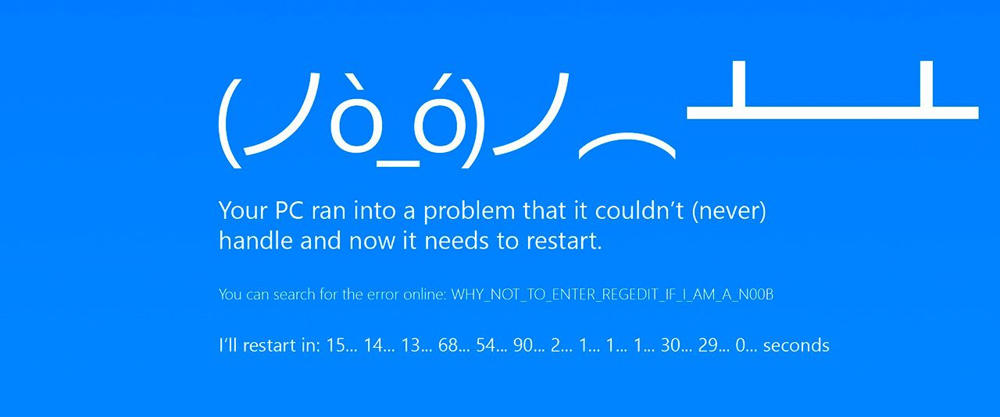 (ノò_ó)ノ ⌒ ┻━┻
Your PC ran into a problem that it couldn’t (never)
handle and now it needs to restart.
You can search for the error online: WHY_NOT_TO_ENTER_REGEDIT_IF_I_AM_A_N00B
I’ll restart in: 15... 14... 13... 68... 54... 90... 2... 1... 1... 1... 30... 29... 0... seconds